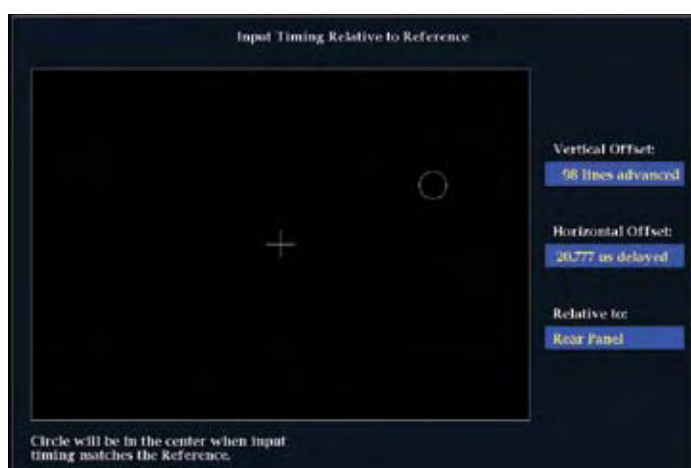 Input Timing Relative to Reference
Vertical Offset:
98 lines advanced
Horizontal Offset:
20.777 us delayed
Relative to:
Rear Panel
Circle will be in the center when input
timing matches the Reference.